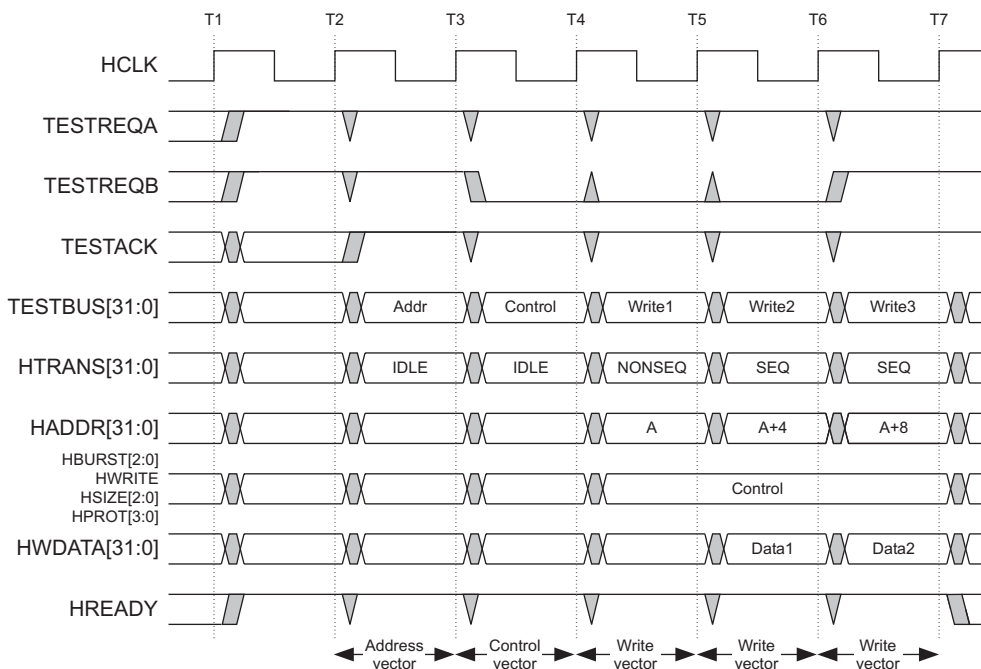 T1 T2 T3 T4 T5 T6 T7
HCLK
TESTREQA
TESTREQB
TESTACK
TESTBUS[31:0] Addr Control Write1 Write2 Write3
HTRANS[31:0] IDLE IDLE NONSEQ SEQ SEQ
HADDR[31:0] A A+4 A+8
HBURST[2:0]
HWRITE
HSIZE[2:0]
HPROT[3:0]
Control
HWDATA[31:0] Data1 Data2
HREADY
Address Control Write Write Write
vector vector vector vector vector